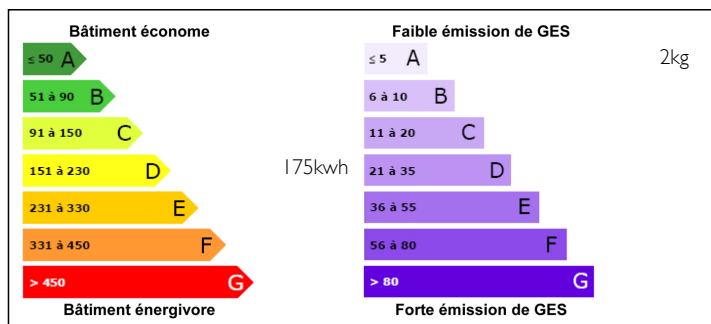 Bâtiment économe
≤ 50 A
51 à 90 B
91 à 150 C
151 à 230 D
231 à 330 E
331 à 450 F
> 450 G
Bâtiment énergivore
175kwh
Faible émission de GES
≤ 5 A
6 à 10 B
11 à 20 C
21 à 35 D
36 à 55 E
56 à 80 F
> 80 G
Forte émission de GES
2kg